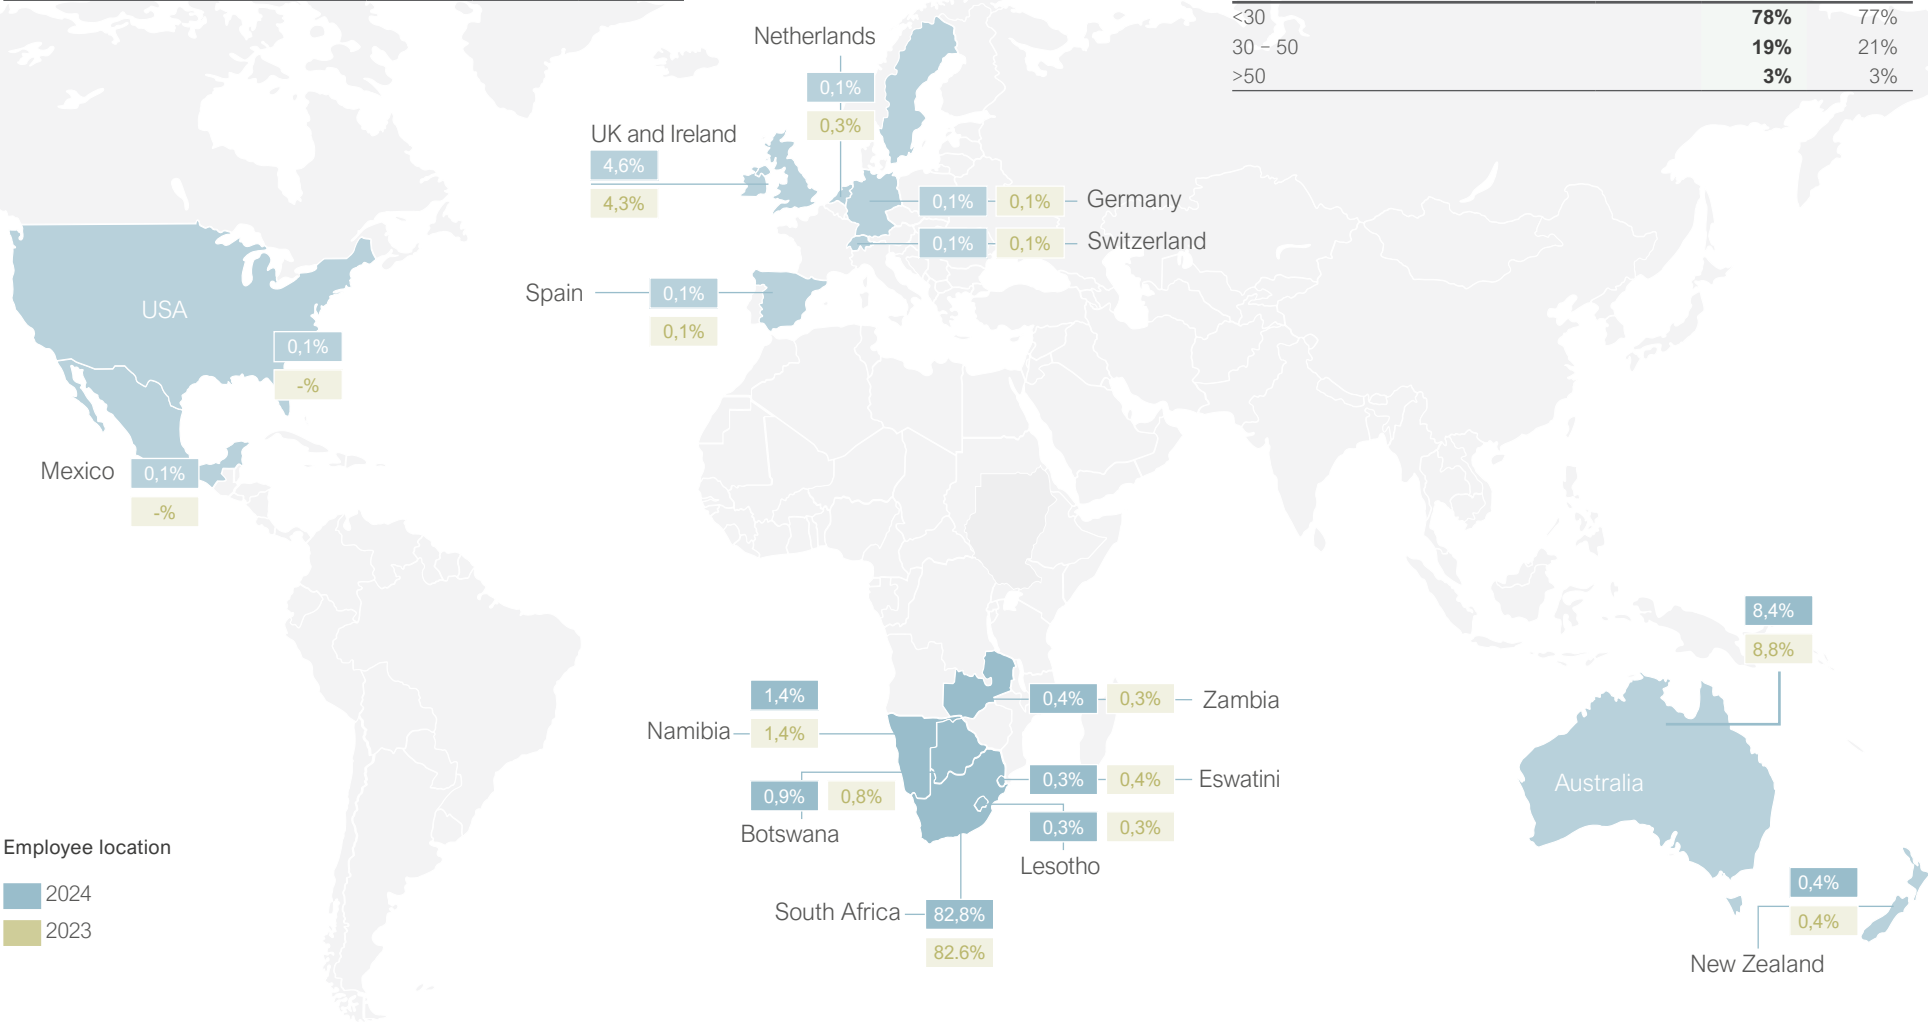 <30 78% 77%
30 – 50 19% 21%
>50 3% 3%
Netherlands
0,1%
0,3%
UK and Ireland
4,6%
4,3%
0,1% 0,1% Germany
0,1% 0,1% Switzerland
Spain 0,1%
0,1%
USA
0,1%
-%
Mexico 0,1%
-%
8,4%
8,8%
Australia
1,4%
Namibia 1,4%
0,4% 0,3% Zambia
0,9% 0,8%
Botswana
0,3% 0,4% Eswatini
0,3% 0,3%
Lesotho
South Africa 82,8%
82.6%
0,4%
0,4%
New Zealand
Employee location
2024
2023